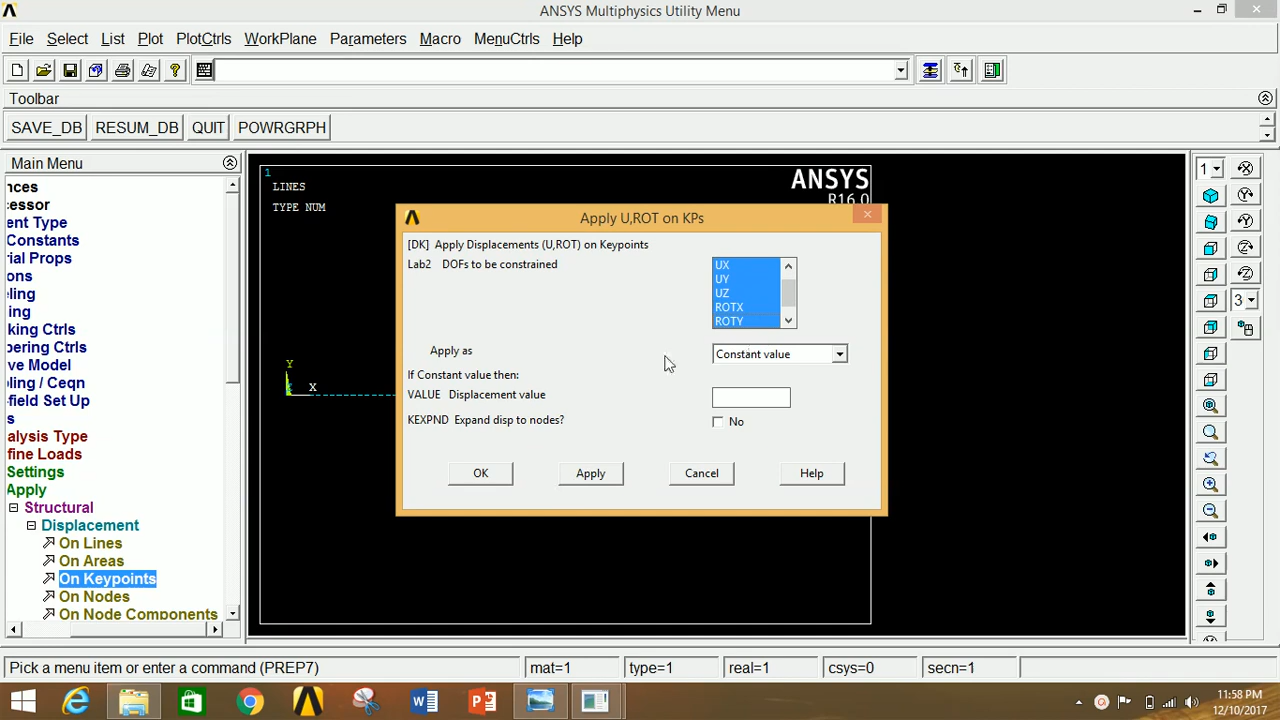 ANSYS Multiphysics Utility Menu
File Select List Plot PlotCtrls WorkPlane Parameters Macro MenuCtrls Help
Toolbar
SAVE_DB RESUM_DB QUIT POWRGRPH
Main Menu
nces
cessor
ent Type
Constants
rial Props
ions
eling
ing
king Ctrls
bering Ctrls
ve Model
pling / Ceqn
field Set Up
s
alysis Type
fine Loads
Settings
Apply
Structural
Displacement
On Lines
On Areas
On Keypoints
On Nodes
On Node Components
1
LINES
TYPE NUM
ANSYS
R16.0
Y
X
Apply U,ROT on KPs
[DK] Apply Displacements (U,ROT) on Keypoints
Lab2 DOFs to be constrained
UX
UY
UZ
ROTX
ROTY
Apply as Constant value
If Constant value then:
VALUE Displacement value
KEXPND Expand disp to nodes? No
OK Apply Cancel Help
1
3
Pick a menu item or enter a command (PREP7) mat=1 type=1 real=1 csys=0 secn=1
11:58 PM
12/10/2017